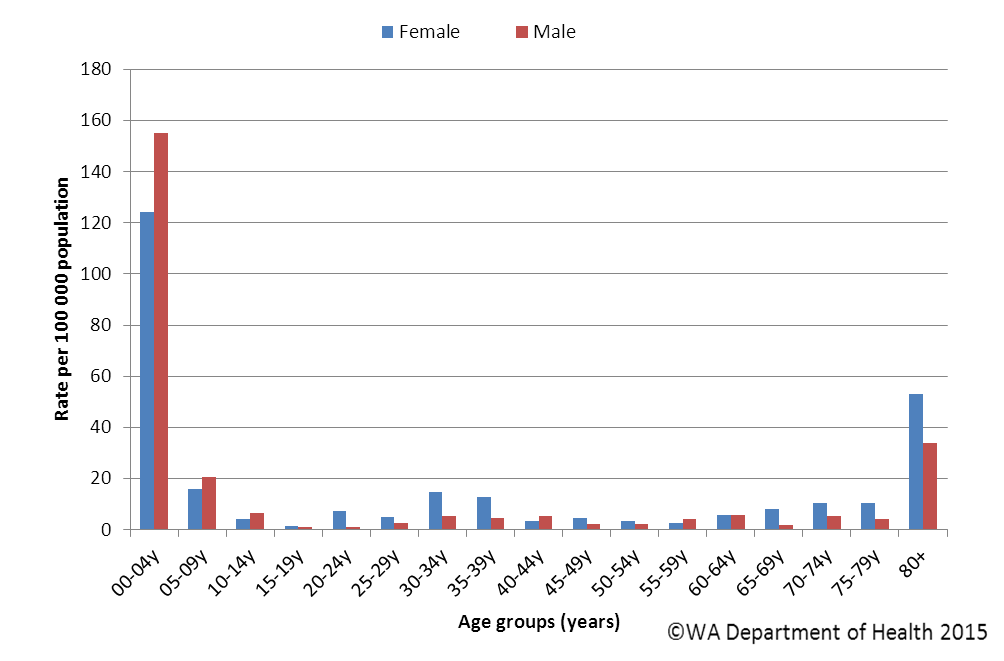 Female Male
180
160
140
120
100
80
60
40
20
0
Rate per 100 000 population
00-04y 05-09y 10-14y 15-19y 20-24y 25-29y 30-34y 35-39y 40-44y 45-49y 50-54y 55-59y 60-64y 65-69y 70-74y 75-79y 80+
Age groups (years)
©WA Department of Health 2015